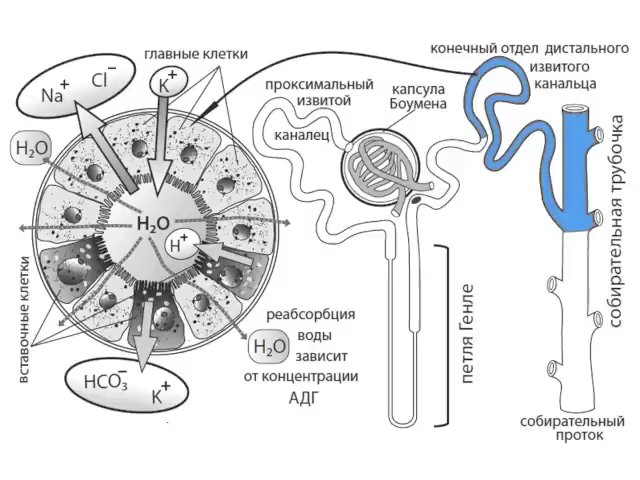 главные клетки
конечный отдел дистального
извитого
канальца
проксимальный
извитой
каналец
капсула
Боумена
Na+
Cl−
K+
H₂O
H₂O
H+
вставочные клетки
HCO₃−
K+
реабсорбция
воды
зависит
от концентрации
АДГ
H₂O
петля Генле
собирательная трубочка
собирательный
проток